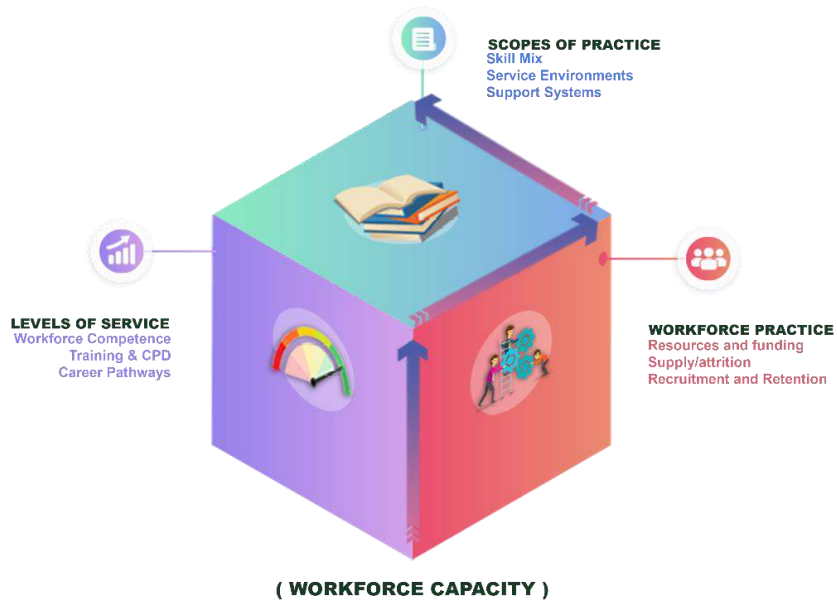 SCOPES OF PRACTICE
Skill Mix
Service Environments
Support Systems
LEVELS OF SERVICE
Workforce Competence
Training & CPD
Career Pathways
WORKFORCE PRACTICE
Resources and funding
Supply/attrition
Recruitment and Retention
( WORKFORCE CAPACITY )